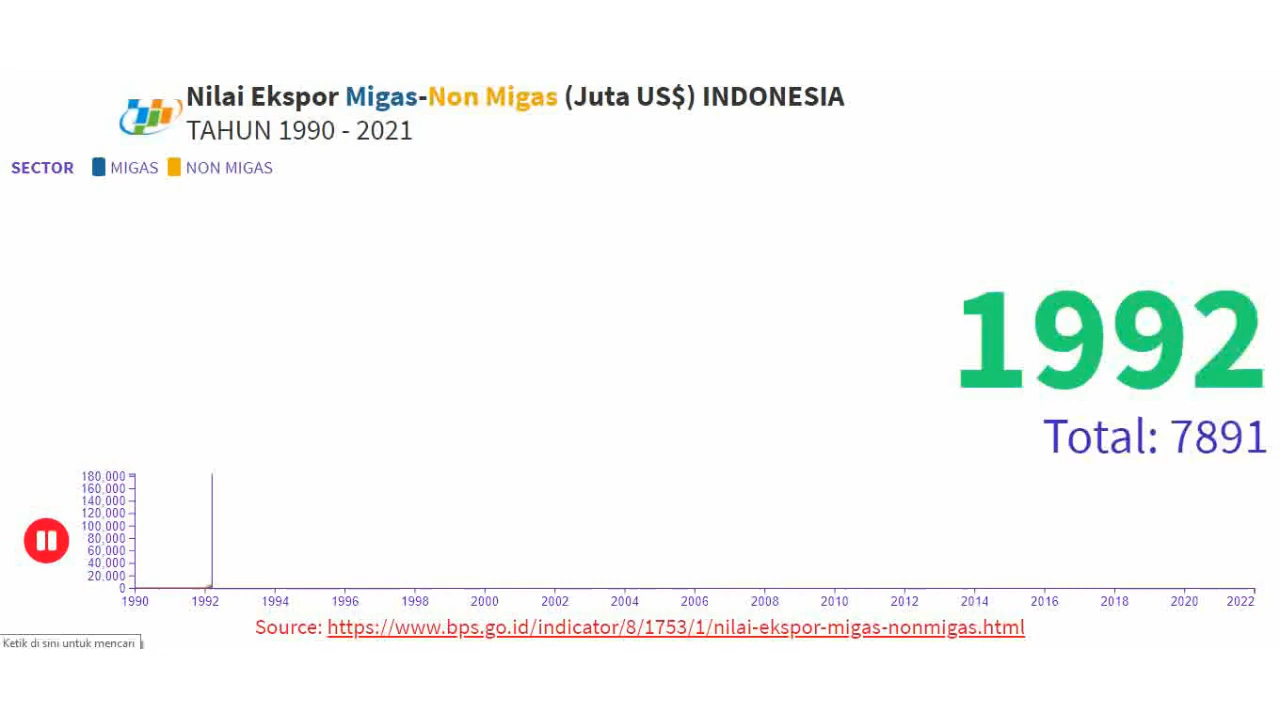 Nilai Ekspor Migas-Non Migas (Juta US$) INDONESIA
TAHUN 1990 - 2021
SECTOR MIGAS NON MIGAS
1992
Total: 7891
180,000
160,000
140,000
120,000
100,000
80,000
60,000
40,000
20,000
0
1990 1992 1994 1996 1998 2000 2002 2004 2006 2008 2010 2012 2014 2016 2018 2020 2022
Source: https://www.bps.go.id/indicator/8/1753/1/nilai-ekspor-migas-nonmigas.html
Ketik di sini untuk mencari